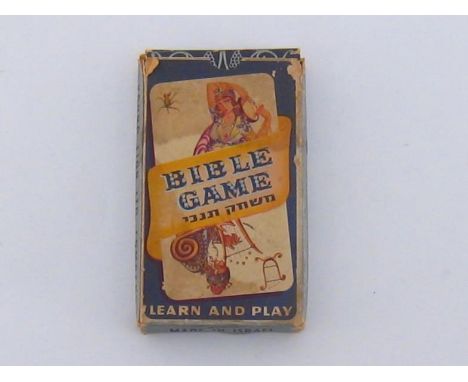 BIBLE
GAME
משחק תנכי
LEARN AND PLAY
MADE IN ISRAEL